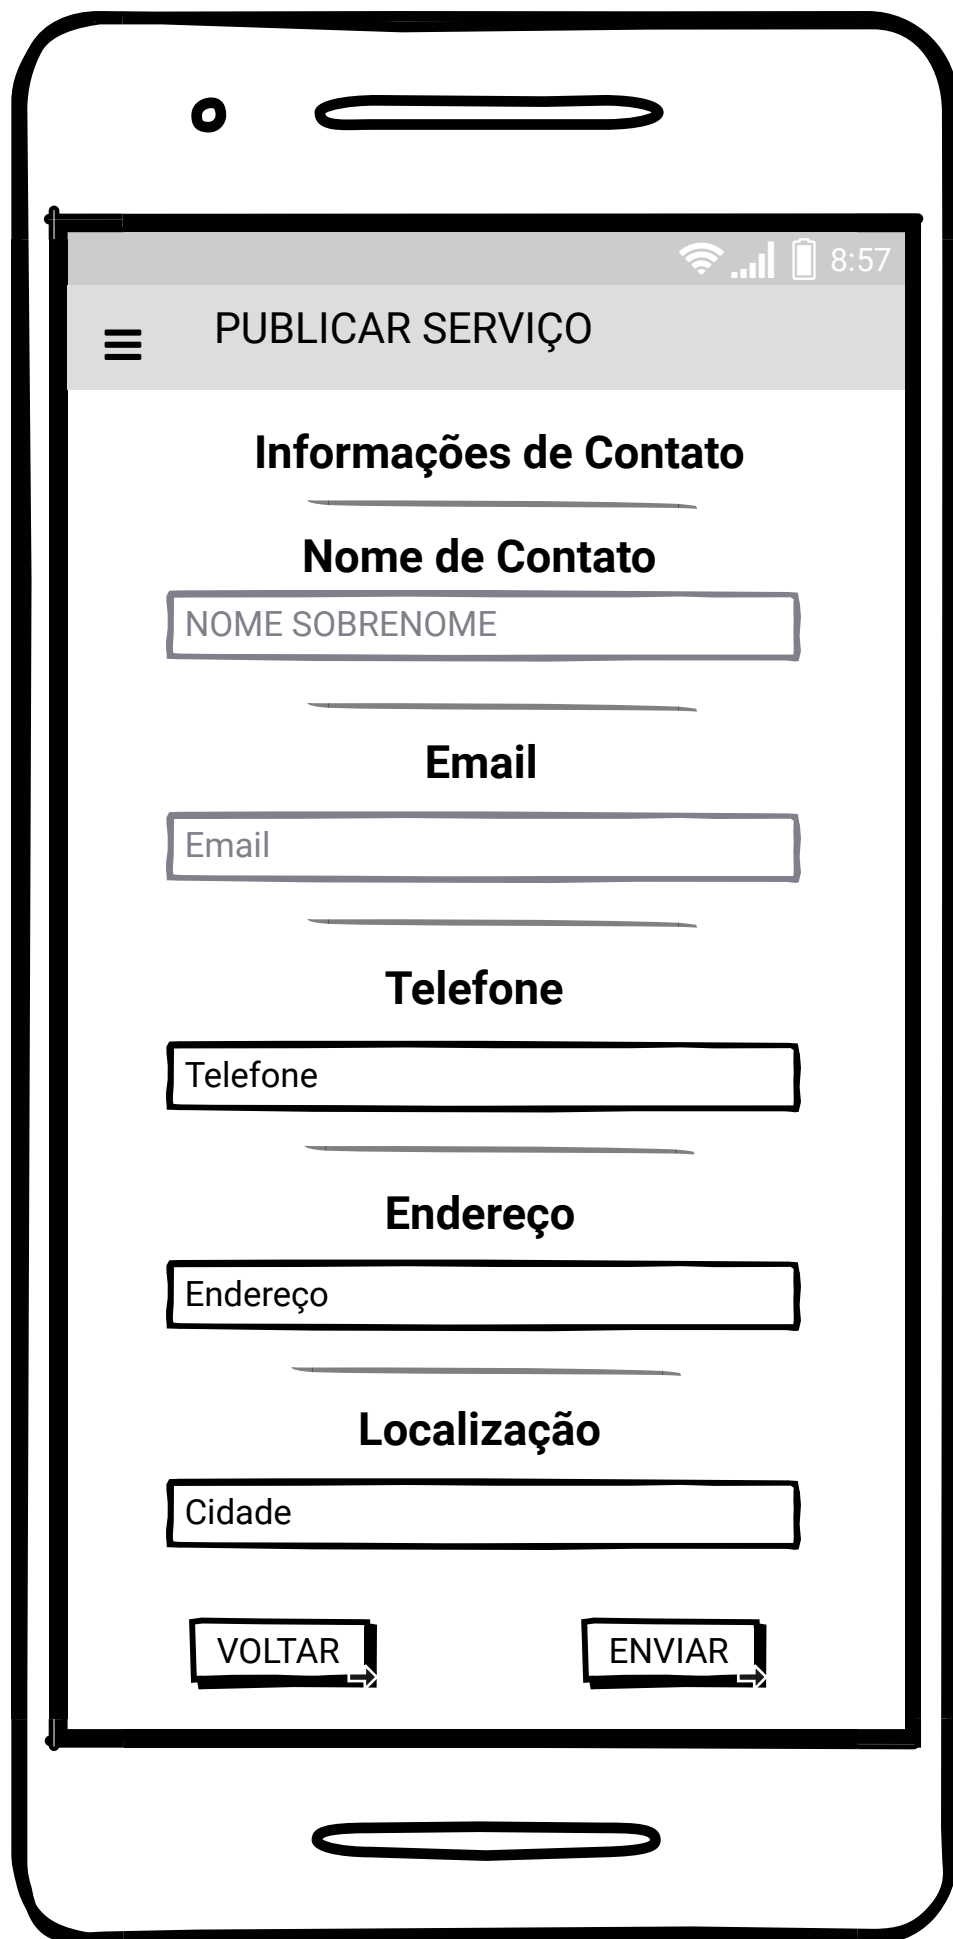 8:57
PUBLICAR SERVIÇO
Informações de Contato
Nome de Contato
NOME SOBRENOME
Email
Email
Telefone
Telefone
Endereço
Endereço
Localização
Cidade
VOLTAR ENVIAR